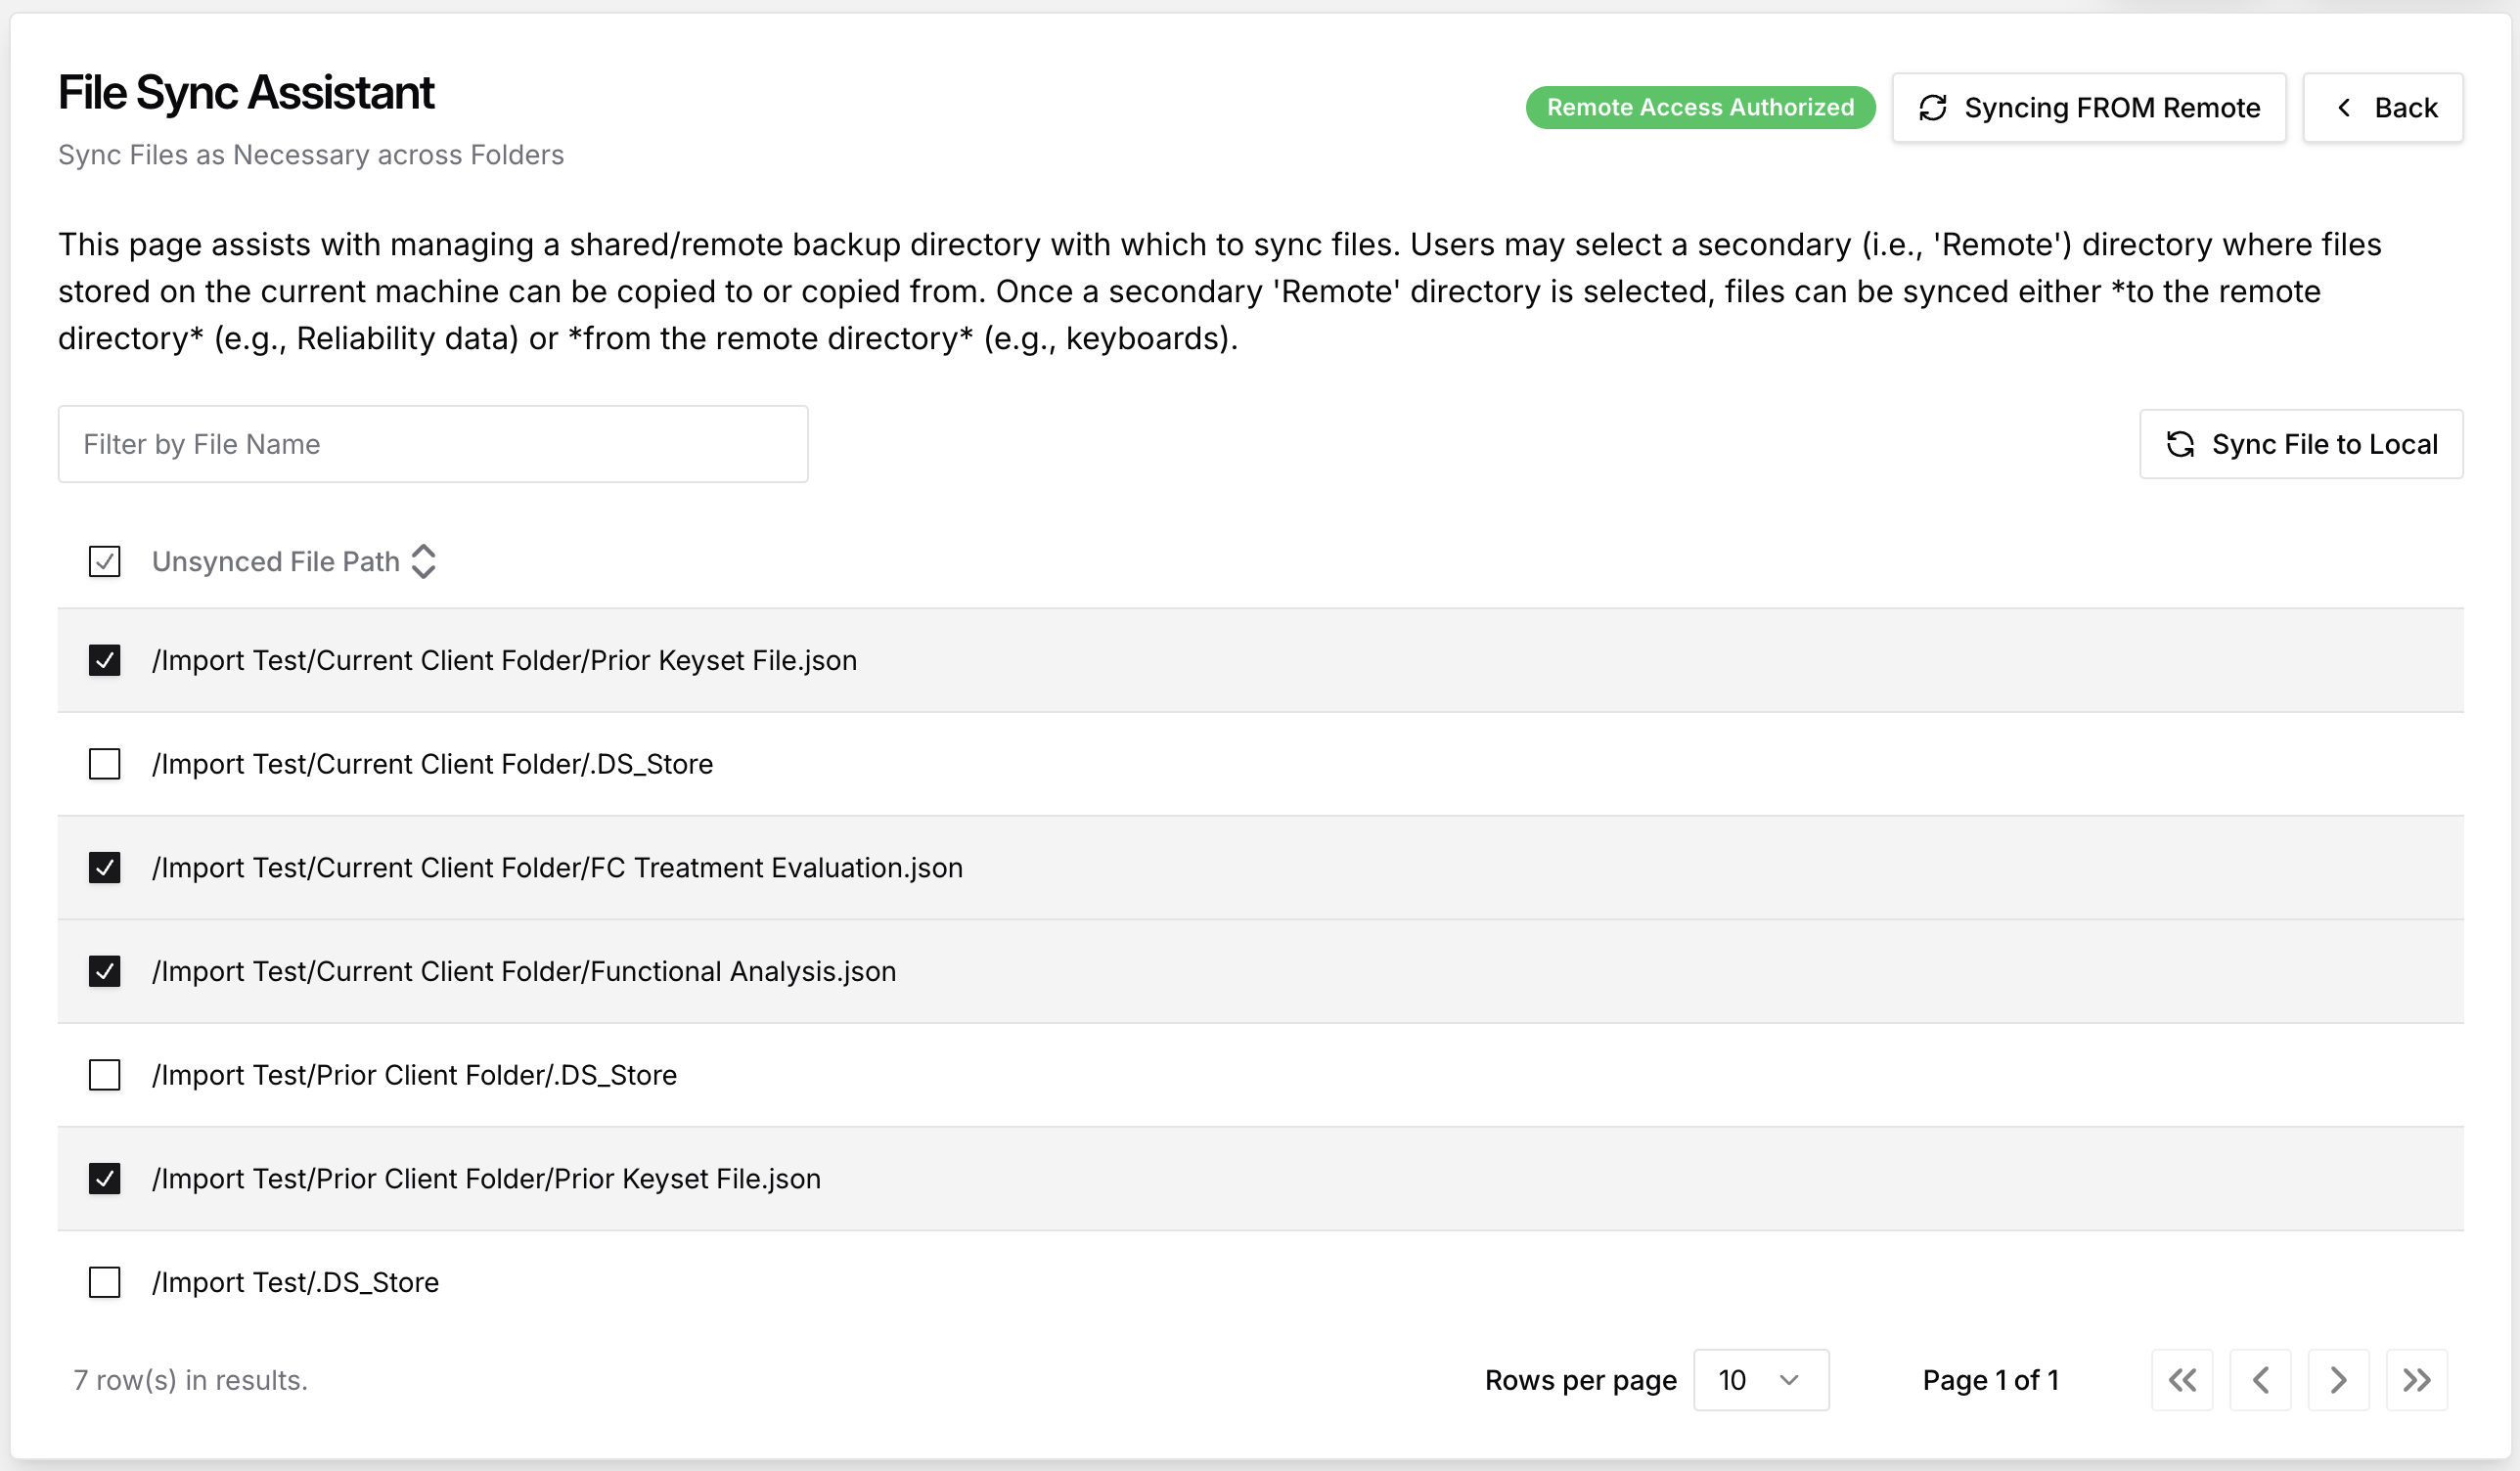 File Sync Assistant
Remote Access Authorized
Syncing FROM Remote
Back
Sync Files as Necessary across Folders
This page assists with managing a shared/remote backup directory with which to sync files. Users may select a secondary (i.e., 'Remote') directory where files
stored on the current machine can be copied to or copied from. Once a secondary 'Remote' directory is selected, files can be synced either *to the remote
directory* (e.g., Reliability data) or *from the remote directory* (e.g., keyboards).
Filter by File Name
Sync File to Local
Unsynced File Path
/Import Test/Current Client Folder/Prior Keyset File.json
/Import Test/Current Client Folder/.DS_Store
/Import Test/Current Client Folder/FC Treatment Evaluation.json
/Import Test/Current Client Folder/Functional Analysis.json
/Import Test/Prior Client Folder/.DS_Store
/Import Test/Prior Client Folder/Prior Keyset File.json
/Import Test/.DS_Store
7 row(s) in results.
Rows per page
10
Page 1 of 1